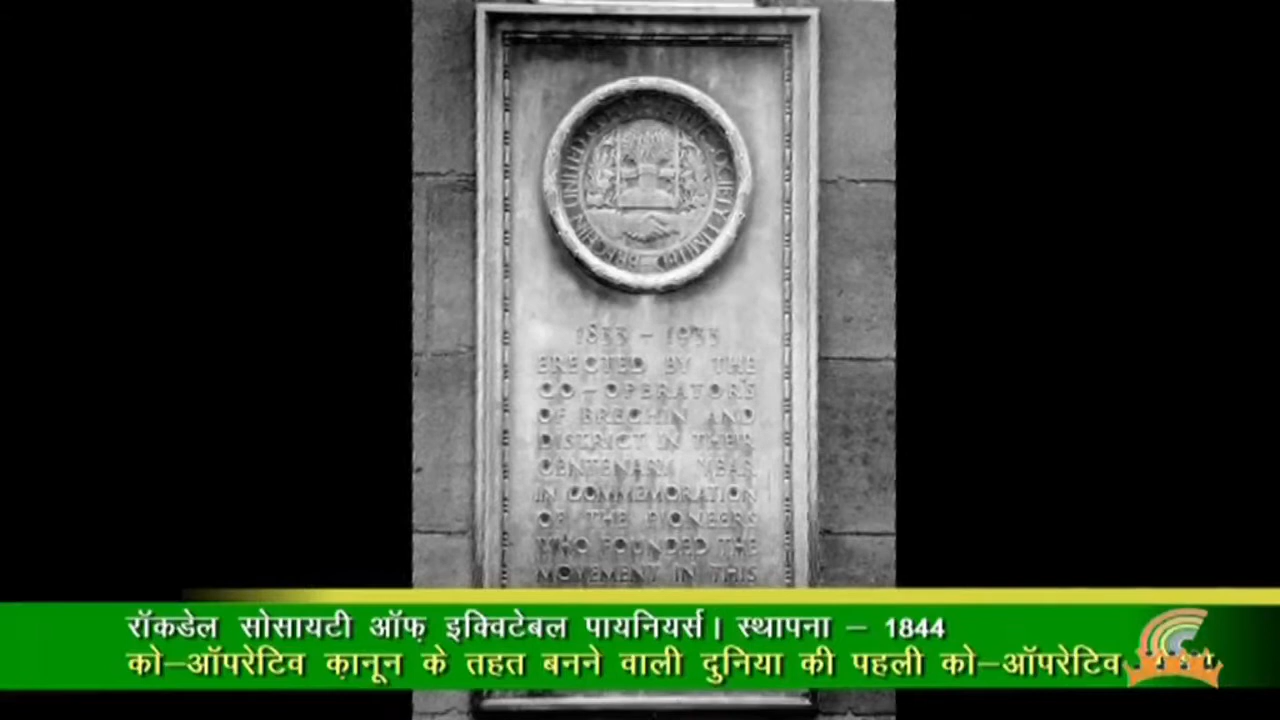 UNITED CO-OPERATIVE SOCIETY LIMITED BRECHIN
1833 - 1933
ERECTED BY THE
CO-OPERATORS
OF BRECHIN AND
DISTRICT IN THEIR
CENTENARY YEAR
IN COMMEMORATION
OF THE PIONEERS
WHO FOUNDED THE
MOVEMENT IN THIS
रॉकडेल सोसायटी ऑफ़ इक्विटेबल पायनियर्स। स्थापना – 1844
को–ऑपरेटिव क़ानून के तहत बनने वाली दुनिया की पहली को–ऑपरेटिव